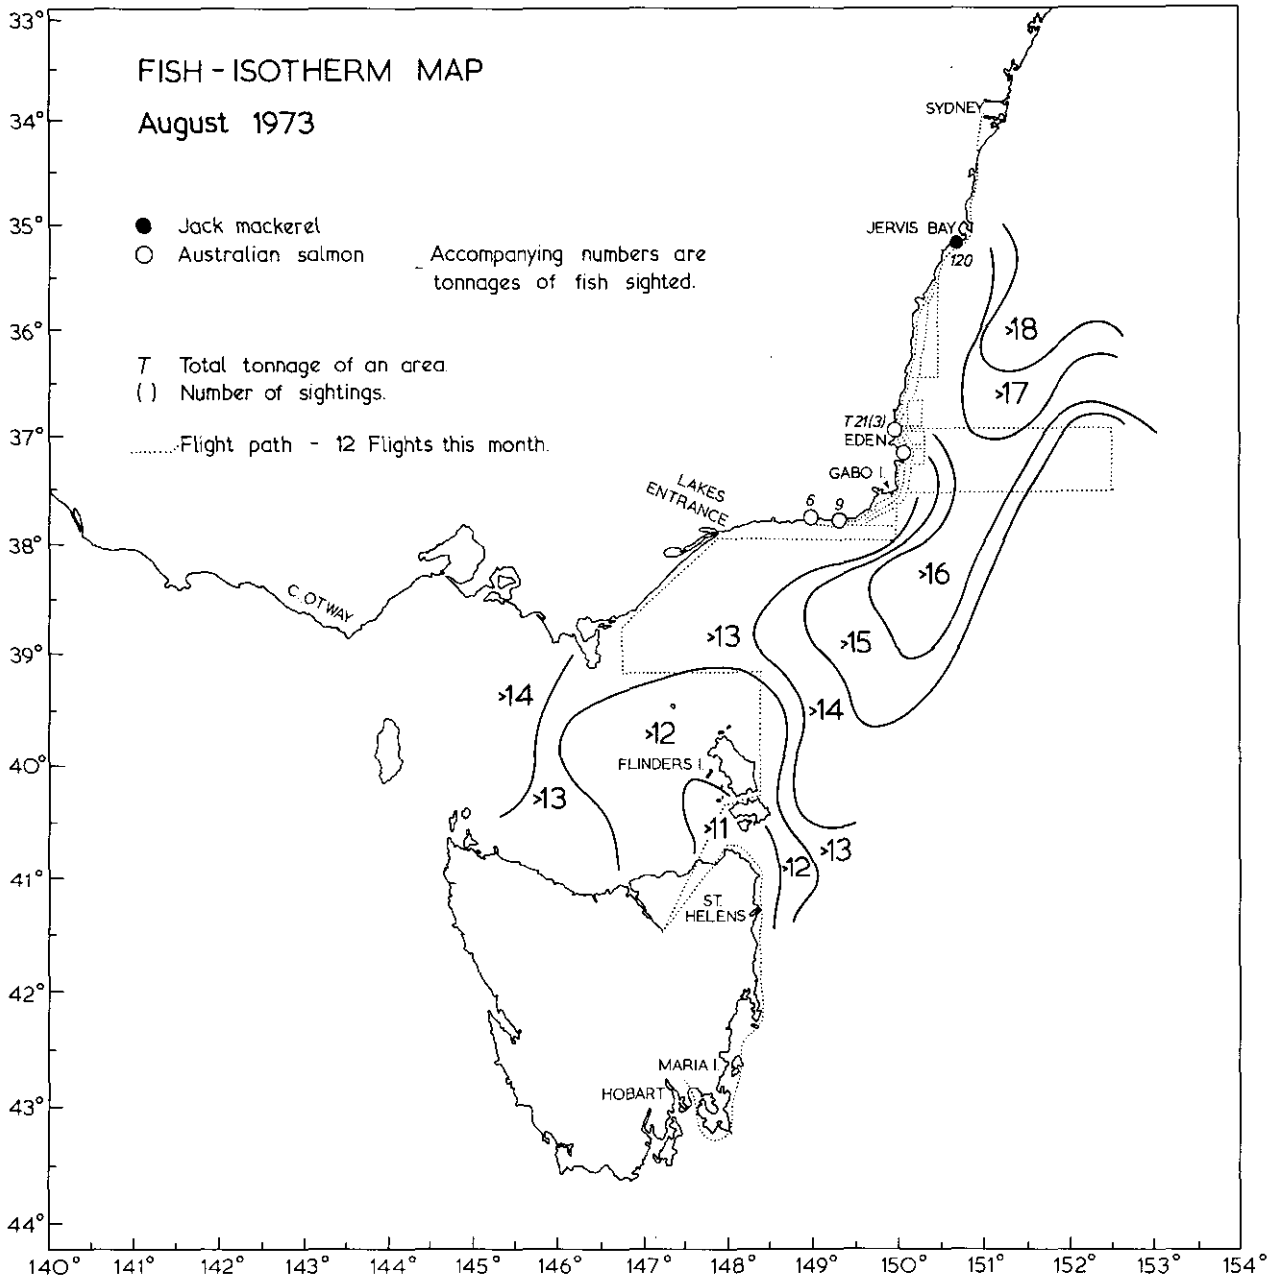 FISH - ISOTHERM MAP
August 1973
● Jack mackerel
○ Australian salmon
Accompanying numbers are
tonnages of fish sighted.
T Total tonnage of an area.
( ) Number of sightings.
Flight path - 12 Flights this month.
33°
34°
35°
36°
37°
38°
39°
40°
41°
42°
43°
44°
140°
141°
142°
143°
144°
145°
146°
147°
148°
149°
150°
151°
152°
153°
154°
SYDNEY
JERVIS BAY
120
>18
>17
T21(3)
EDEN
2
GABO I.
LAKES
ENTRANCE
6
9
>16
C. OTWAY
>13
>15
>14
>14
>12
FLINDERS I.
>13
>11
>13
>12
ST.
HELENS
MARIA I.
HOBART